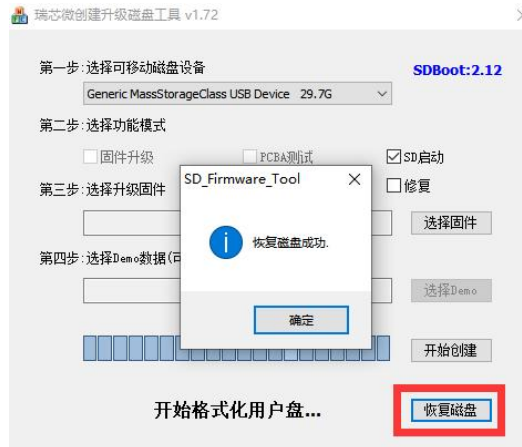 瑞芯微创建升级磁盘工具 v1.72
第一步:选择可移动磁盘设备
SDBoot:2.12
Generic MassStorageClass USB Device 29.7G
第二步:选择功能模式
固件升级
PCBA测试
SD启动
SD_Firmware_Tool
修复
第三步:选择升级固件
选择固件
恢复磁盘成功.
第四步:选择Demo数据(可
选择Demo
确定
开始创建
开始格式化用户盘...
恢复磁盘